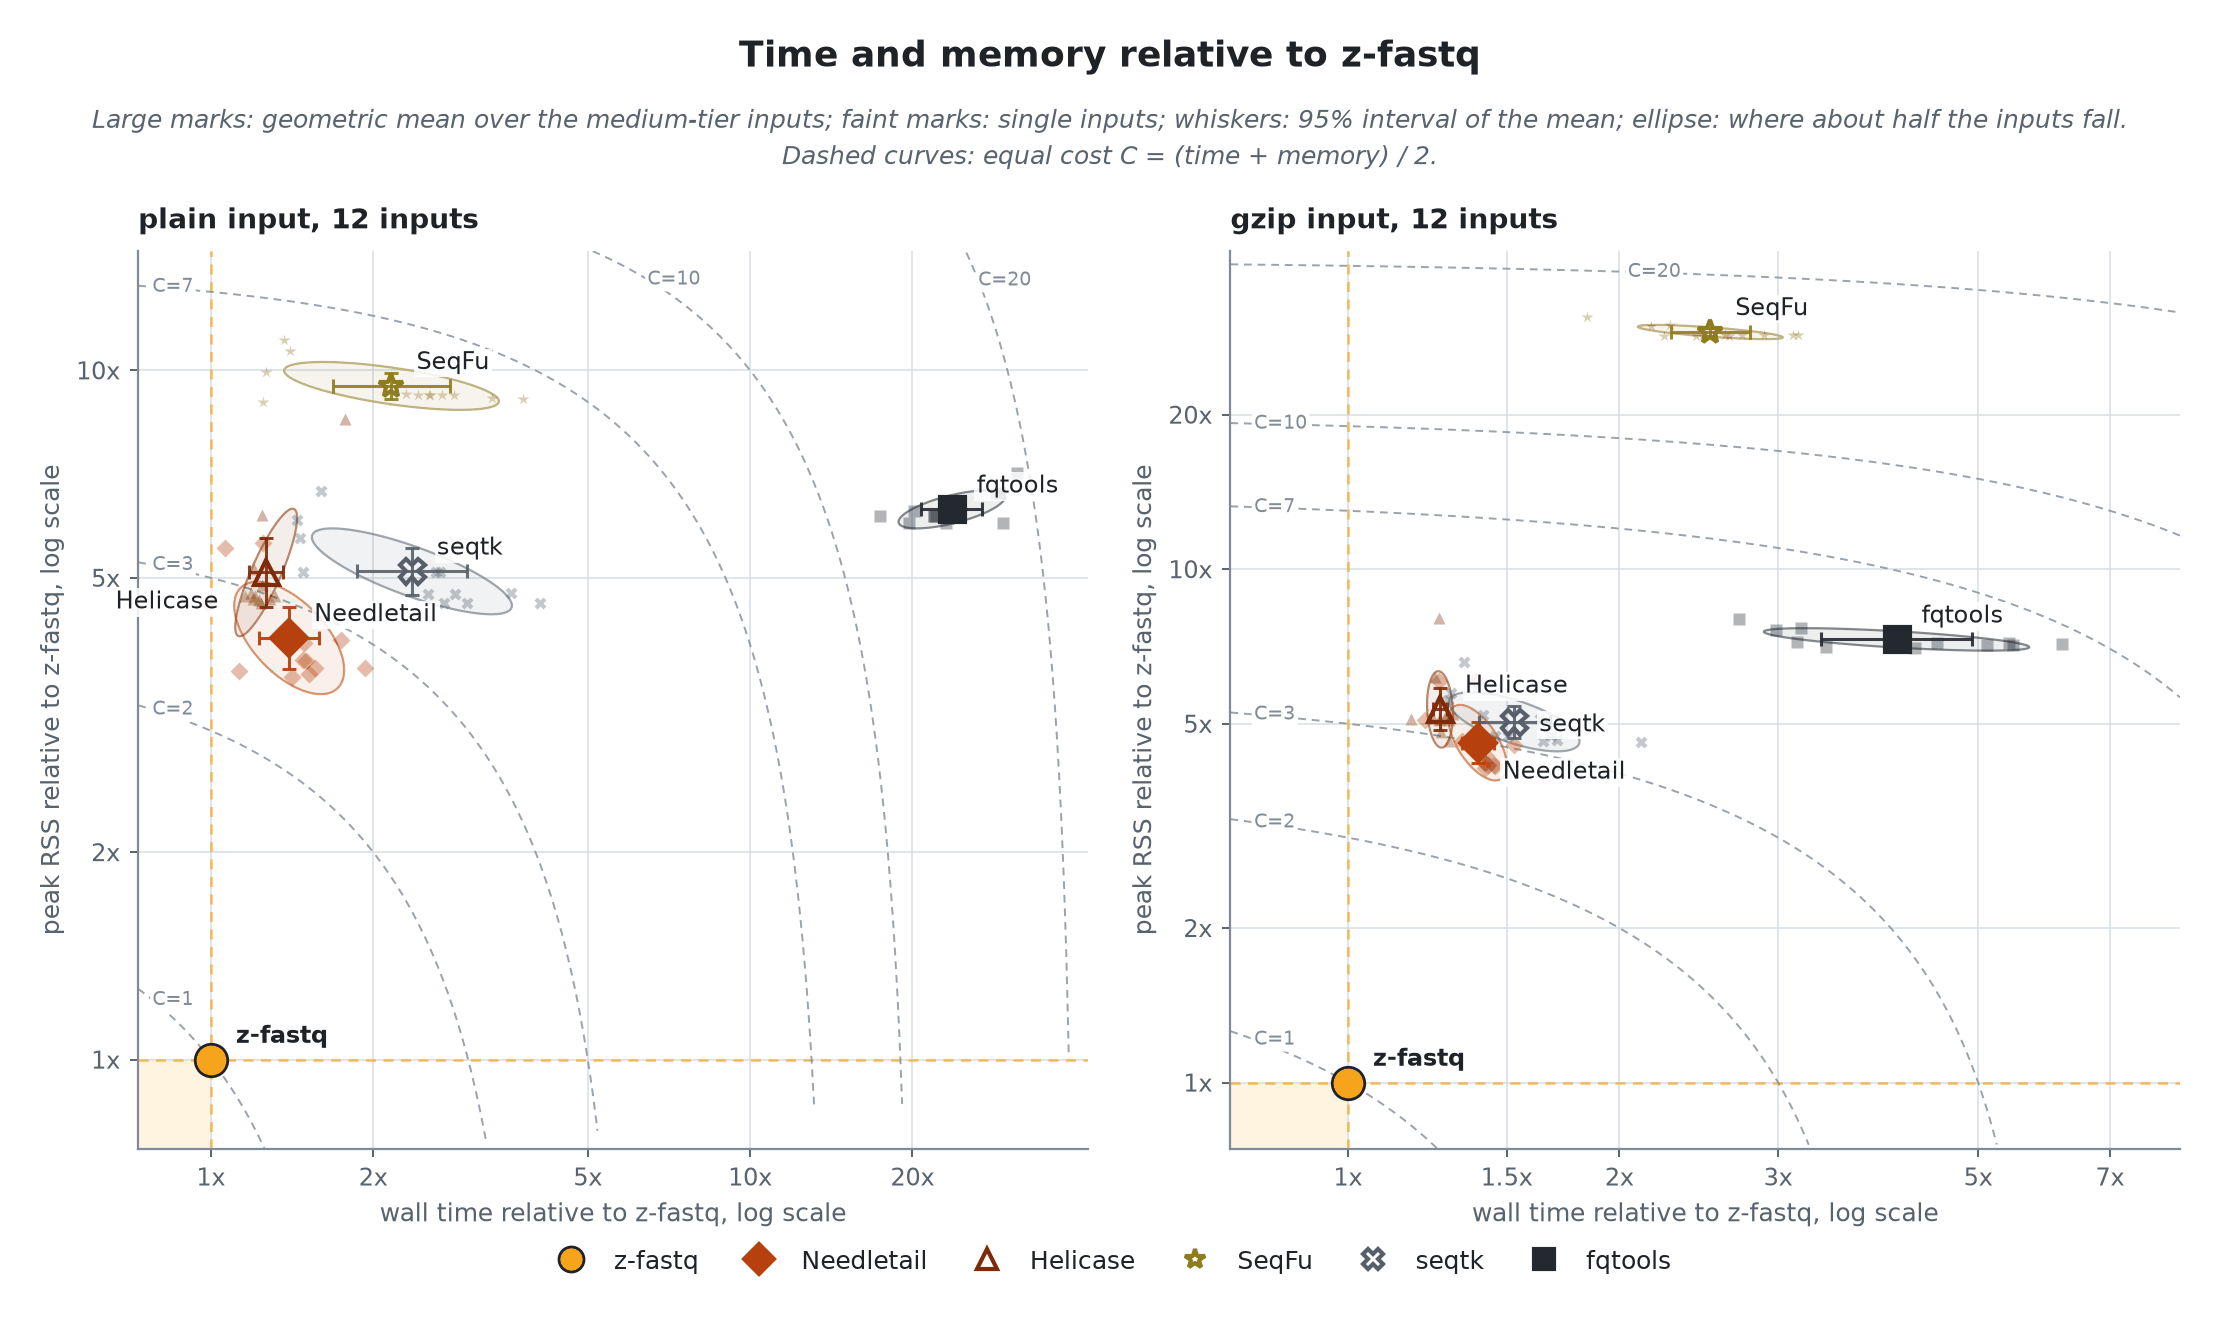 Time and memory relative to z-fastq
Large marks: geometric mean over the medium-tier inputs; faint marks: single inputs; whiskers: 95% interval of the mean; ellipse: where about half the inputs fall.
Dashed curves: equal cost C = (time + memory) / 2.
plain input, 12 inputs
C=7
C=10
C=20
SeqFu
10x
fqtools
seqtk
C=3
5x
Helicase
Needletail
C=2
2x
C=1
z-fastq
1x
peak RSS relative to z-fastq, log scale
1x
2x
5x
10x
20x
wall time relative to z-fastq, log scale
gzip input, 12 inputs
C=20
SeqFu
20x
C=10
C=7
10x
fqtools
Helicase
C=3
5x
seqtk
Needletail
C=2
2x
C=1
z-fastq
1x
peak RSS relative to z-fastq, log scale
1x
1.5x
2x
3x
5x
7x
wall time relative to z-fastq, log scale
z-fastq
Needletail
Helicase
SeqFu
seqtk
fqtools